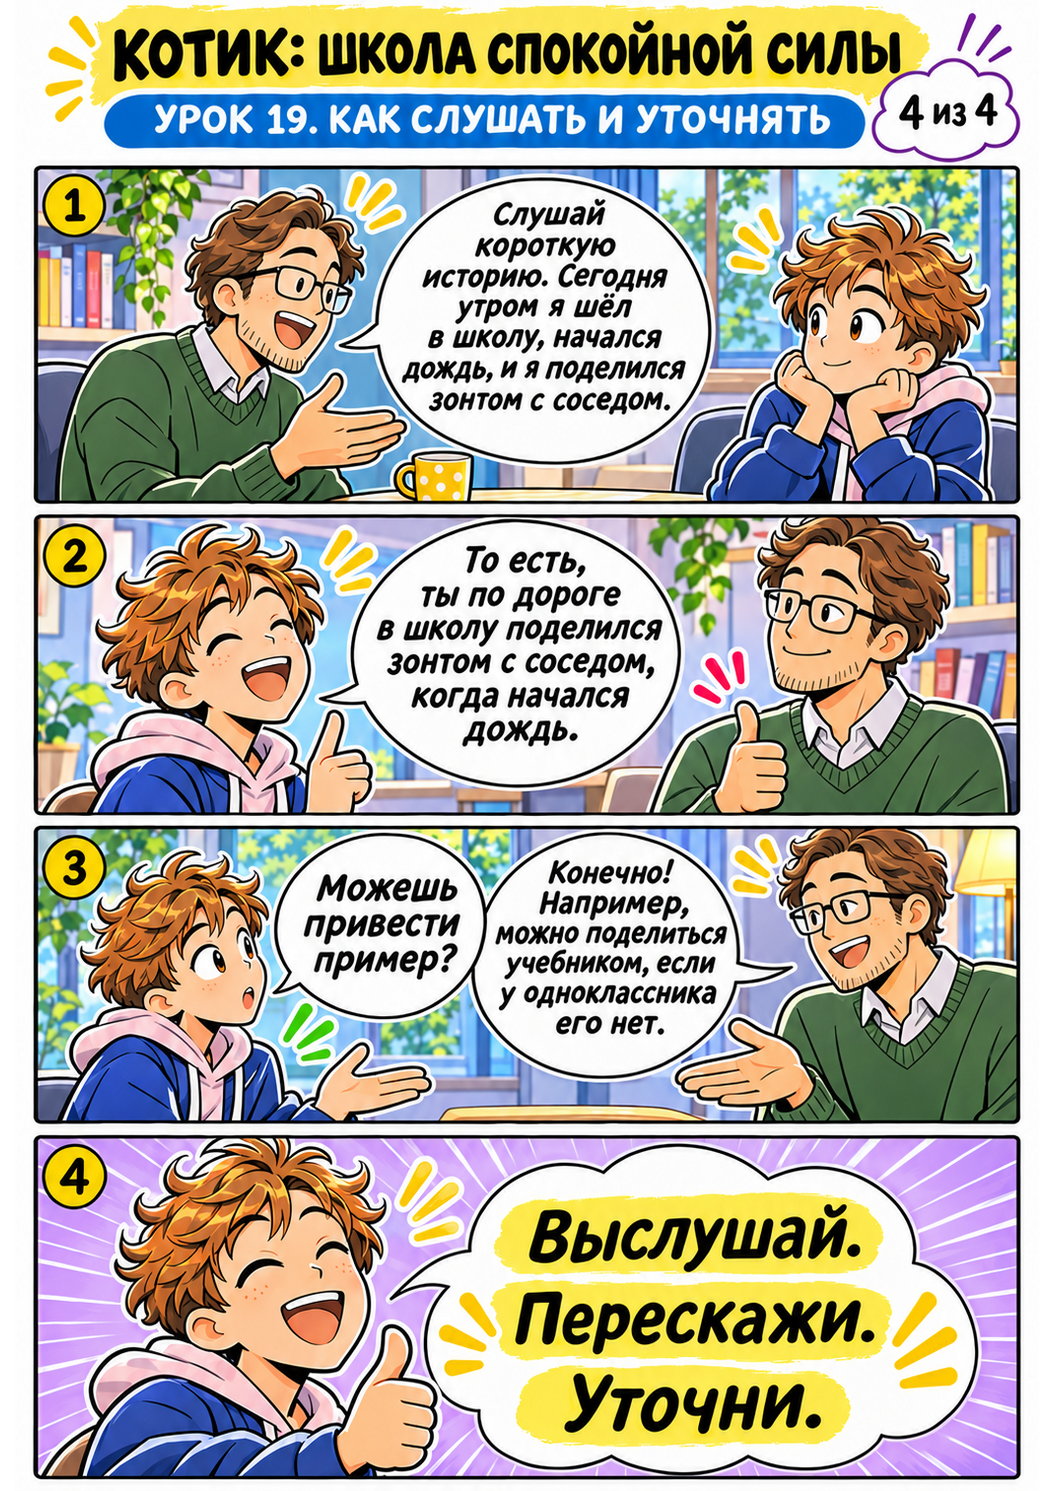 КОТИК: ШКОЛА СПОКОЙНОЙ СИЛЫ
УРОК 19. КАК СЛУШАТЬ И УТОЧНЯТЬ
4 из 4
1
Слушай
короткую
историю. Сегодня
утром я шёл
в школу, начался
дождь, и я поделился
зонтом с соседом.
2
То есть,
ты по дороге
в школу поделился
зонтом с соседом,
когда начался
дождь.
3
Можешь
привести
пример?
Конечно!
Например,
можно поделиться
учебником, если
у одноклассника
его нет.
4
Выслушай.
Перескажи.
Уточни.